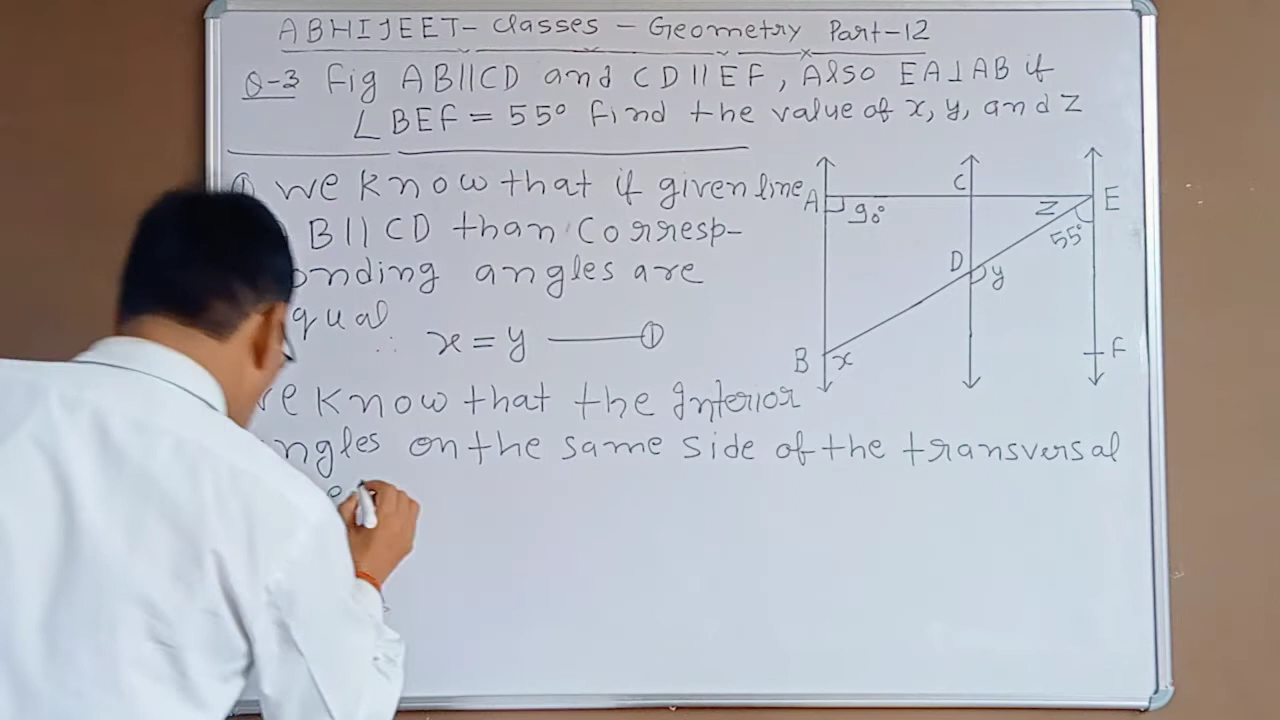 ABHIJEET- Classes - Geometry Part-12
Q-3 Fig AB||CD and CD||EF, Also EA⊥AB if
∠BEF = 55° Find the value of x, y, and z
① we know that if given line
B||CD than Corresp-
onding angles are
qual
∴ x = y ——①
e know that the Interior
ngles on the same side of the transversal
A
90°
C
z
E
55°
D
y
B
x
F